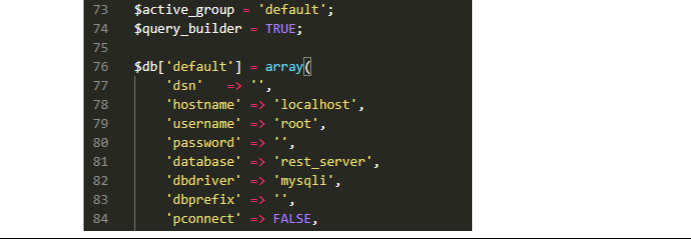 73 $active_group = 'default';
74 $query_builder = TRUE;
75
76 $db['default'] = array(
77 'dsn' => '',
78 'hostname' => 'localhost',
79 'username' => 'root',
80 'password' => '',
81 'database' => 'rest_server',
82 'dbdriver' => 'mysqli',
83 'dbprefix' => '',
84 'pconnect' => FALSE,